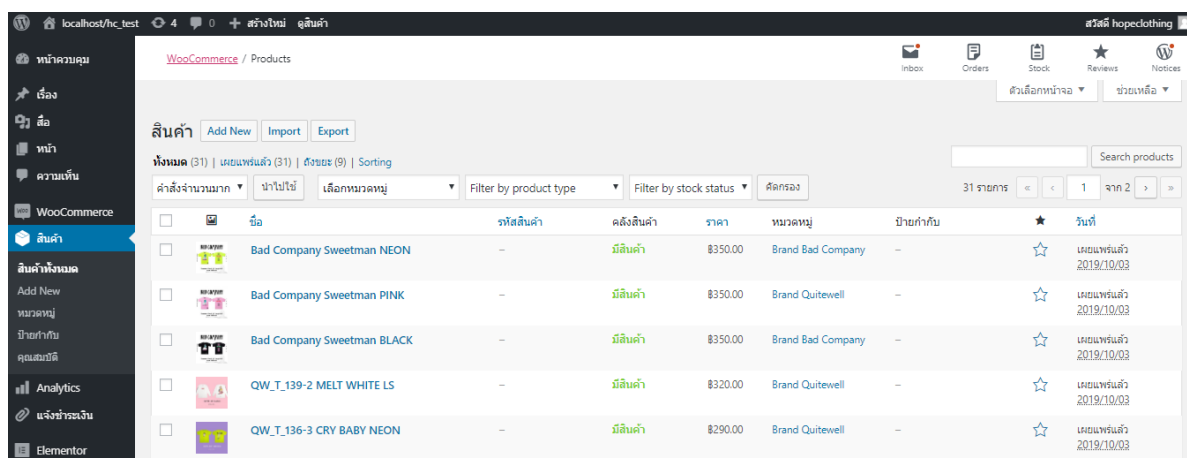 localhost/hc_test 4 0 + สร้างใหม่ ดูสินค้า สวัสดี hopeclothing
หน้าควบคุม
เรื่อง
สื่อ
หน้า
ความเห็น
WooCommerce
สินค้า
สินค้าทั้งหมด
Add New
หมวดหมู่
ป้ายกำกับ
คุณสมบัติ
Analytics
แจ้งชำระเงิน
Elementor
WooCommerce / Products
Inbox Orders Stock Reviews Notices
ตัวเลือกหน้าจอ ▼ ช่วยเหลือ ▼
สินค้า Add New Import Export
ทั้งหมด (31) | เผยแพร่แล้ว (31) | ถังขยะ (9) | Sorting
Search products
คำสั่งจำนวนมาก ▼ นำไปใช้ เลือกหมวดหมู่ ▼ Filter by product type ▼ Filter by stock status ▼ คัดกรอง 31 รายการ « ‹ 1 จาก 2 › »
ชื่อ รหัสสินค้า คลังสินค้า ราคา หมวดหมู่ ป้ายกำกับ ★ วันที่
Bad Company Sweetman NEON – มีสินค้า ฿350.00 Brand Bad Company – เผยแพร่แล้ว
2019/10/03
Bad Company Sweetman PINK – มีสินค้า ฿350.00 Brand Quitewell – เผยแพร่แล้ว
2019/10/03
Bad Company Sweetman BLACK – มีสินค้า ฿350.00 Brand Bad Company – เผยแพร่แล้ว
2019/10/03
QW_T_139-2 MELT WHITE LS – มีสินค้า ฿320.00 Brand Quitewell – เผยแพร่แล้ว
2019/10/03
QW_T_136-3 CRY BABY NEON – มีสินค้า ฿290.00 Brand Quitewell – เผยแพร่แล้ว
2019/10/03